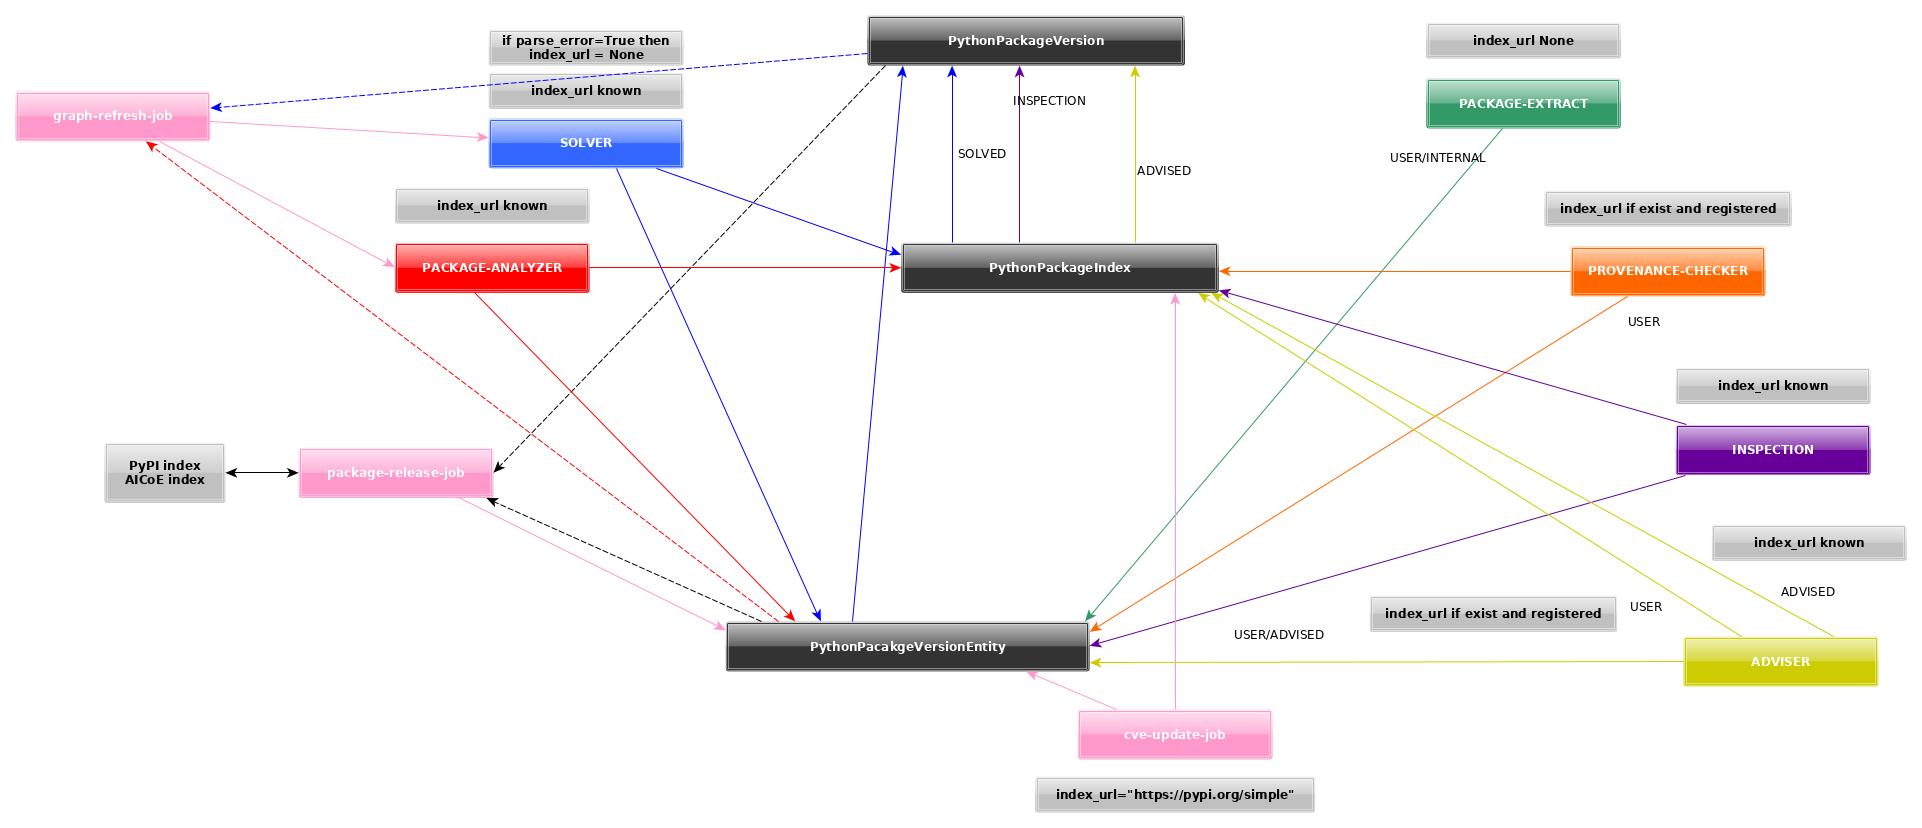 PythonPackageVersion
if parse_error=True then
index_url = None
index_url None
index_url known
graph-refresh-job
PACKAGE-EXTRACT
INSPECTION
SOLVER
SOLVED
USER/INTERNAL
ADVISED
index_url known
index_url if exist and registered
PACKAGE-ANALYZER
PythonPackageIndex
PROVENANCE-CHECKER
USER
index_url known
INSPECTION
PyPI index
AICoE index
package-release-job
index_url known
ADVISED
USER
index_url if exist and registered
USER/ADVISED
PythonPacakgeVersionEntity
ADVISER
cve-update-job
index_url="https://pypi.org/simple"